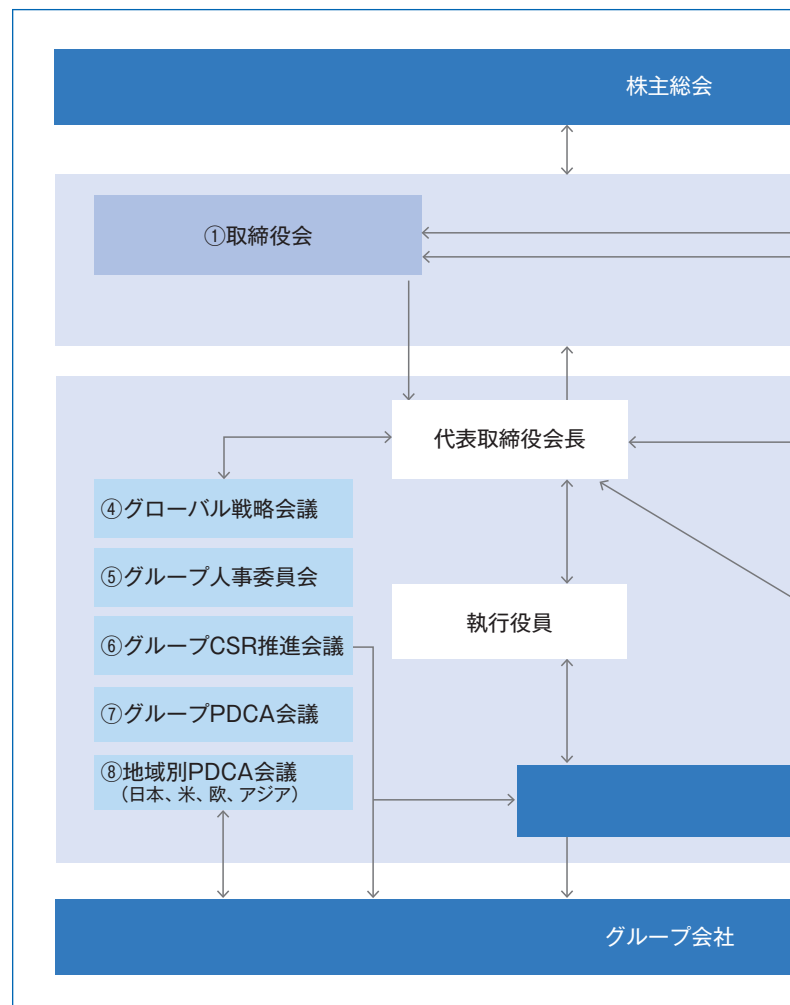 株主総会
①取締役会
代表取締役会長
④グローバル戦略会議
⑤グループ人事委員会
⑥グループCSR推進会議
⑦グループPDCA会議
⑧地域別PDCA会議
（日本、米、欧、アジア）
執行役員
グループ会社